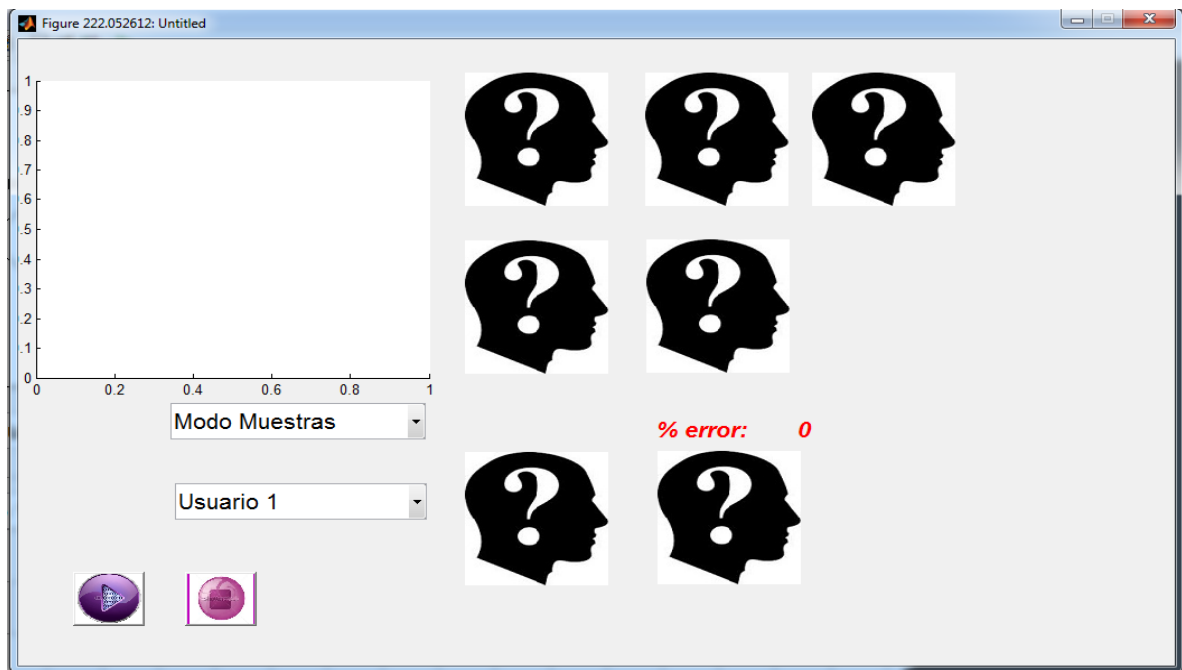 Figure 222.052612: Untitled
1
.9
.8
.7
.6
.5
.4
.3
.2
.1
0
0 0.2 0.4 0.6 0.8 1
Modo Muestras
% error: 0
Usuario 1
? ? ?
? ?
? ?